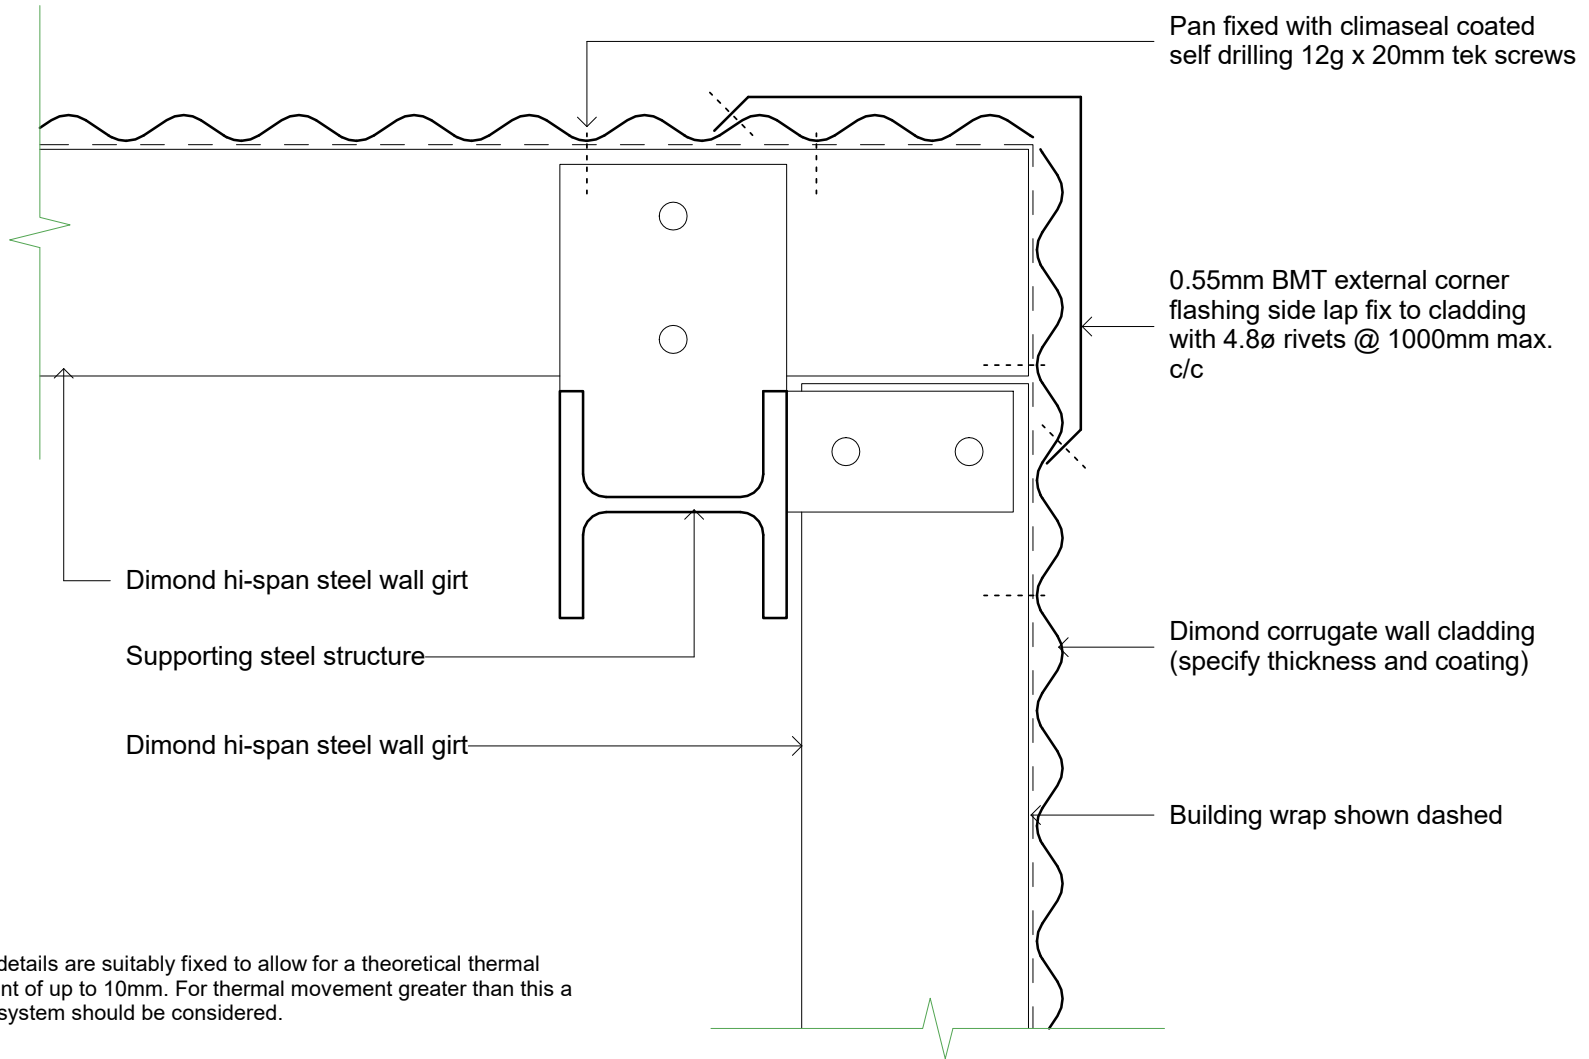 Pan fixed with climaseal coated
self drilling 12g x 20mm tek screws
0.55mm BMT external corner
flashing side lap fix to cladding
with 4.8ø rivets @ 1000mm max.
c/c
Dimond hi-span steel wall girt
Supporting steel structure
Dimond corrugate wall cladding
(specify thickness and coating)
Dimond hi-span steel wall girt
Building wrap shown dashed
details are suitably fixed to allow for a theoretical thermal
nt of up to 10mm. For thermal movement greater than this a
system should be considered.